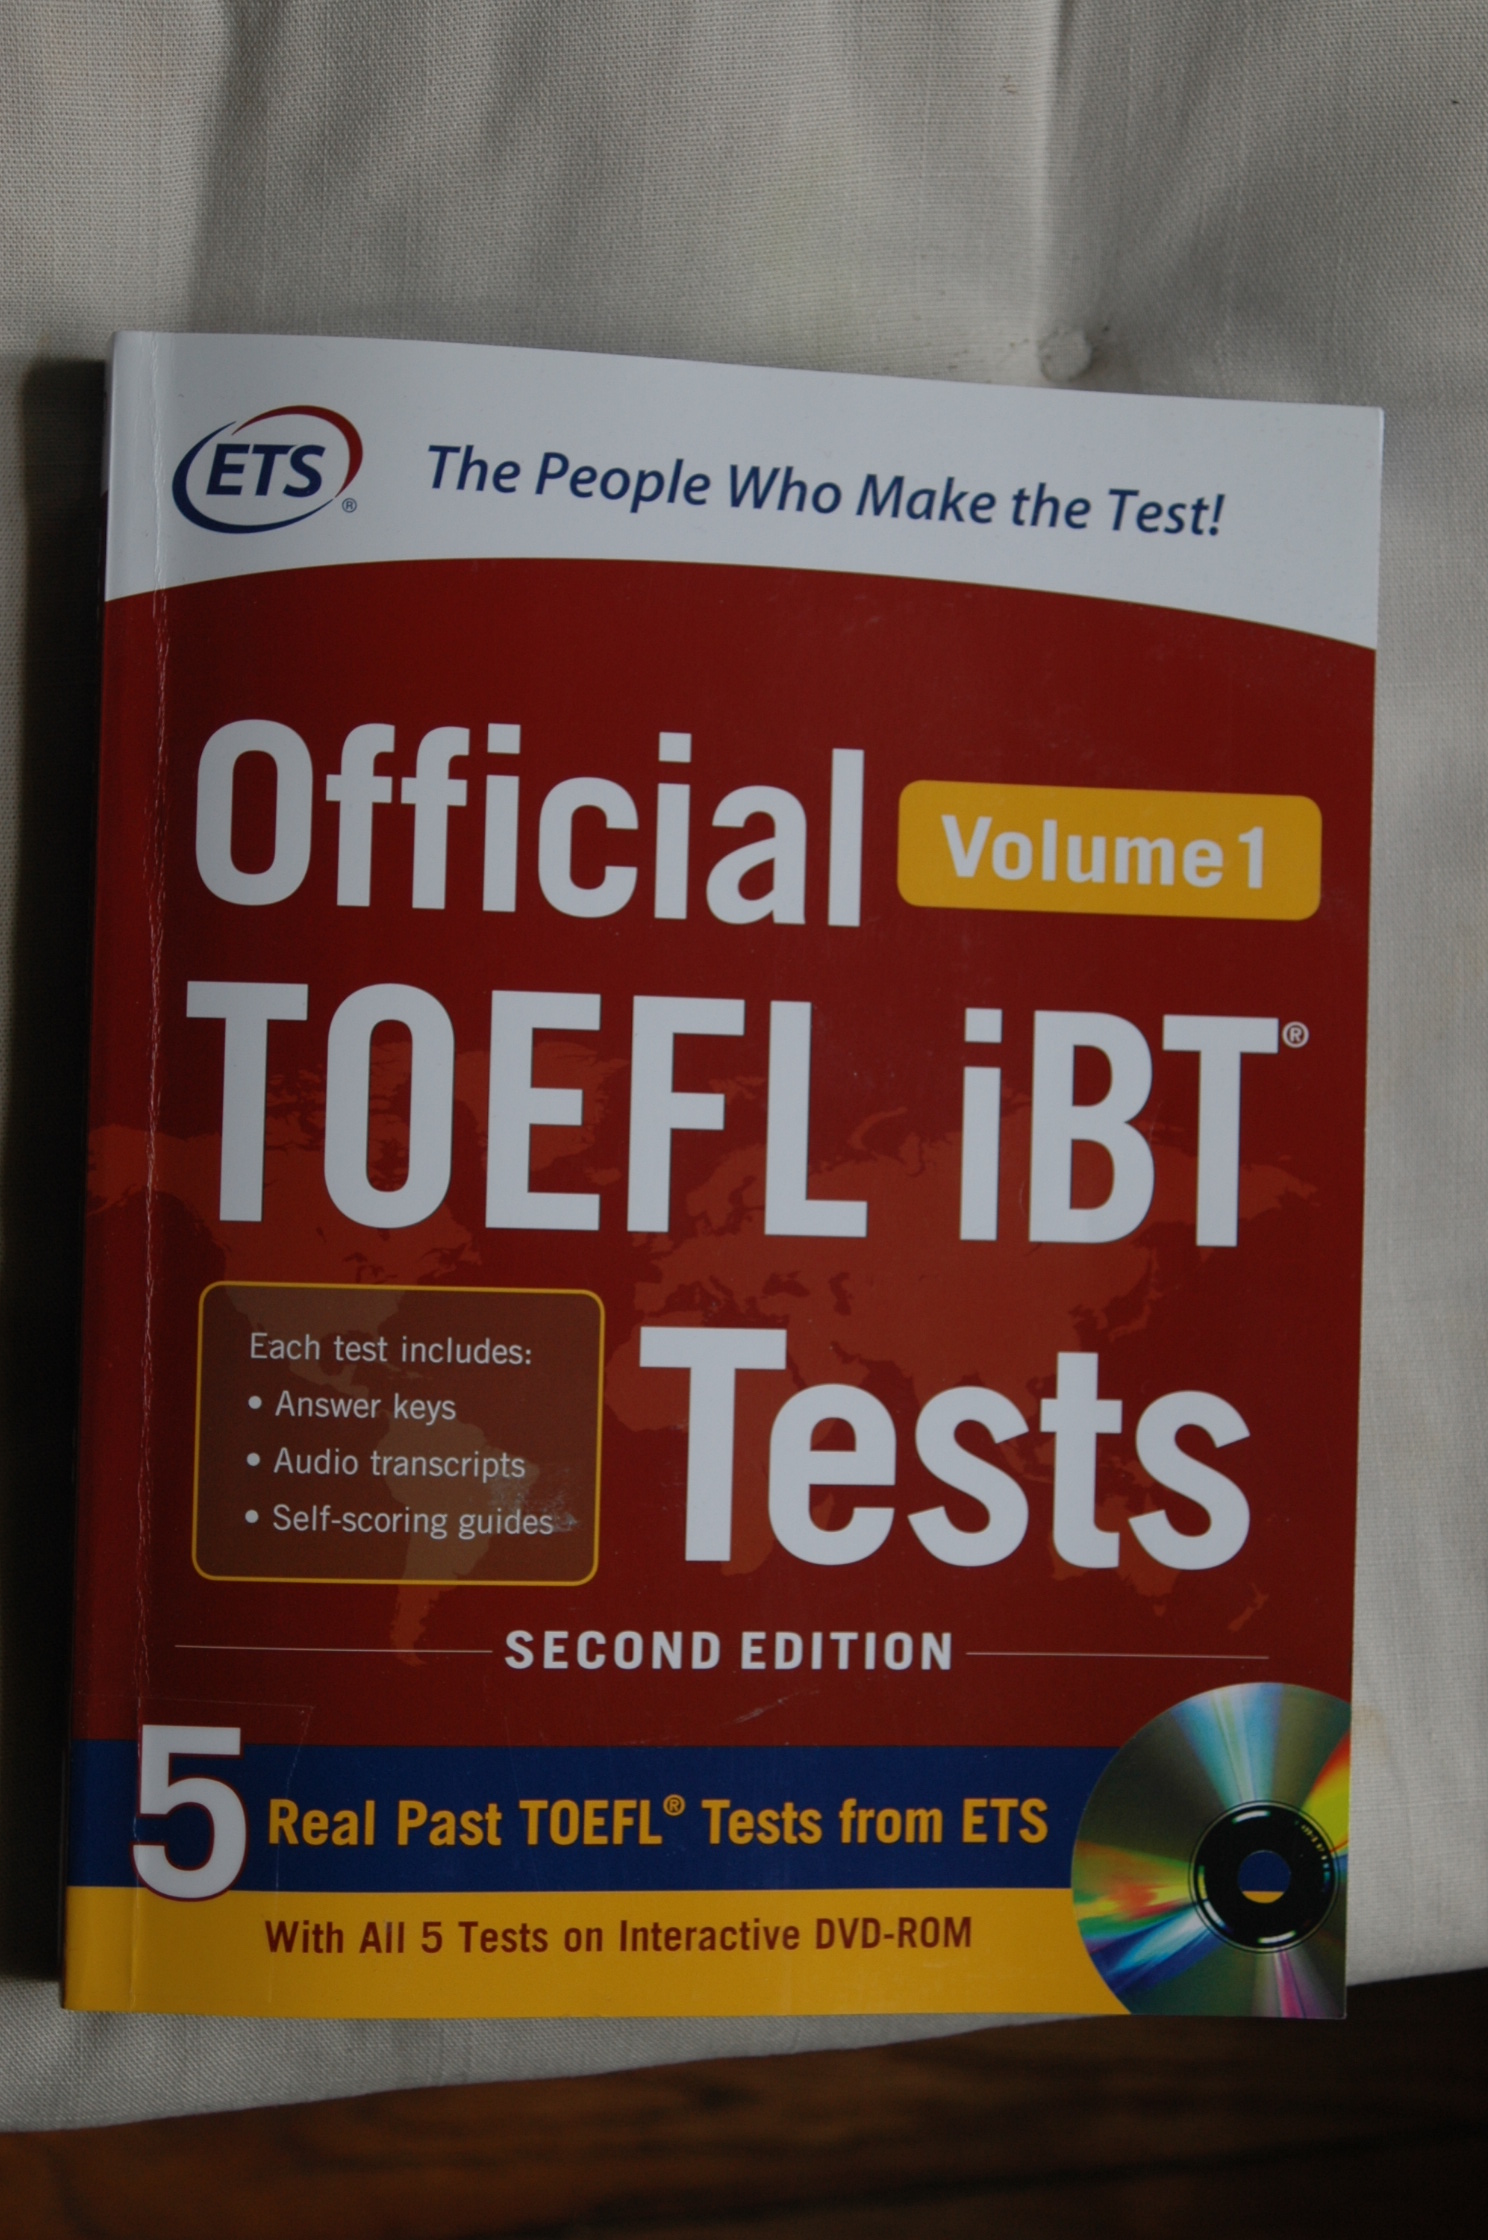 ETS®
The People Who Make the Test!
Official
Volume 1
TOEFL iBT®
Each test includes:
• Answer keys
• Audio transcripts
• Self-scoring guides
Tests
SECOND EDITION
5 Real Past TOEFL® Tests from ETS
With All 5 Tests on Interactive DVD-ROM